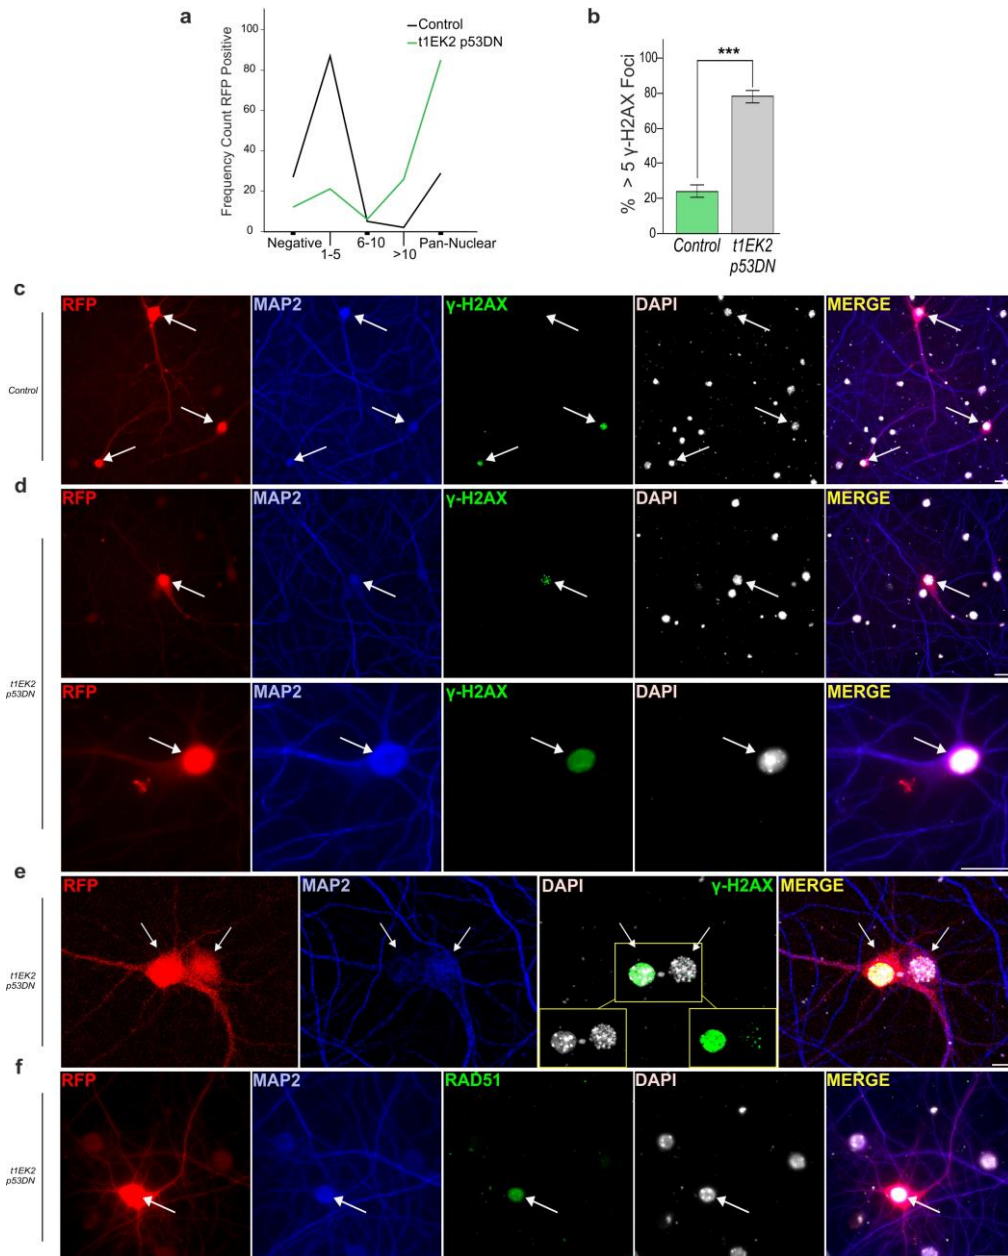 a
100
80
60
40
20
0
Frequency Count RFP Positive
Control
t1EK2 p53DN
Negative
1-5
6-10
>10
Pan-Nuclear
b
100
80
60
40
20
0
% > 5 γ-H2AX Foci
***
Control
t1EK2
p53DN
c
Control
RFP
MAP2
γ-H2AX
DAPI
MERGE
d
t1EK2
p53DN
RFP
MAP2
γ-H2AX
DAPI
MERGE
RFP
MAP2
γ-H2AX
DAPI
MERGE
e
t1EK2
p53DN
RFP
MAP2
DAPI
γ-H2AX
MERGE
f
t1EK2
p53DN
RFP
MAP2
RAD51
DAPI
MERGE